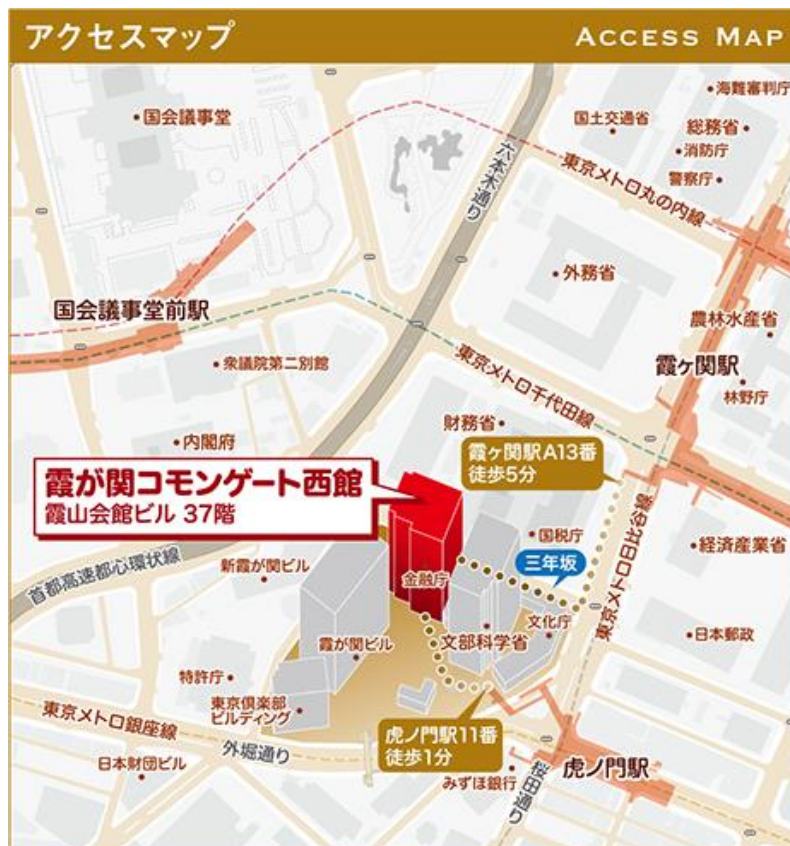 アクセスマップ
ACCESS MAP
国会議事堂
六本木通り
国土交通省
海難審判庁
総務省
消防庁
警察庁
東京メトロ丸の内線
外務省
国会議事堂前駅
農林水産省
衆議院第二別館
東京メトロ千代田線
霞ヶ関駅
林野庁
内閣府
財務省
霞ヶ関駅A13番
徒歩5分
霞が関コモンゲート西館
霞山会館ビル 37階
首都高速都心環状線
新霞が関ビル
金融庁
国税庁
三年坂
東京メトロ日比谷線
経済産業省
霞が関ビル
文部科学省
文化庁
日本郵政
特許庁
東京倶楽部
ビルディング
東京メトロ銀座線
外堀通り
日本財団ビル
虎ノ門駅11番
徒歩1分
みずほ銀行
桜田通り
虎ノ門駅